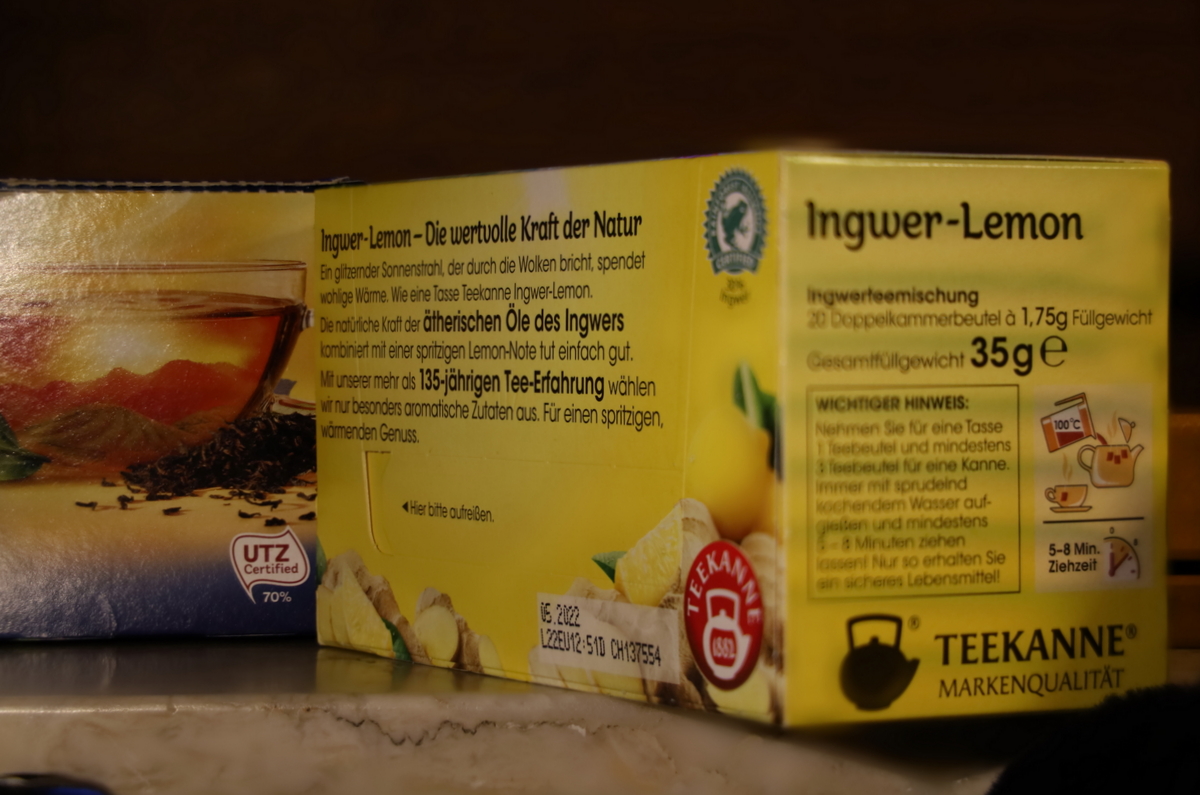 UTZ
Certified
70%
Ingwer-Lemon – Die wertvolle Kraft der Natur
Ein glitzernder Sonnenstrahl, der durch die Wolken bricht, spendet
wohlige Wärme. Wie eine Tasse Teekanne Ingwer-Lemon.
Die natürliche Kraft der ätherischen Öle des Ingwers
kombiniert mit einer spritzigen Lemon-Note tut einfach gut.
Mit unserer mehr als 135-jährigen Tee-Erfahrung wählen
wir nur besonders aromatische Zutaten aus. Für einen spritzigen,
wärmenden Genuss.
Hier bitte aufreißen.
05.2022
L22EU12:51D CH137554
CERTIFIED
TEEKANNE
1882
Ingwer-Lemon
Ingwerteemischung
20 Doppelkammerbeutel à 1,75g Füllgewicht
Gesamtfüllgewicht 35g e
WICHTIGER HINWEIS:
Nehmen Sie für eine Tasse
1 Teebeutel und mindestens
3 Teebeutel für eine Kanne.
Immer mit sprudelnd
kochendem Wasser auf-
gießen und mindestens
5 – 8 Minuten ziehen
lassen! Nur so erhalten Sie
ein sicheres Lebensmittel!
100°C
5-8 Min.
Ziehzeit
TEEKANNE®
MARKENQUALITÄT